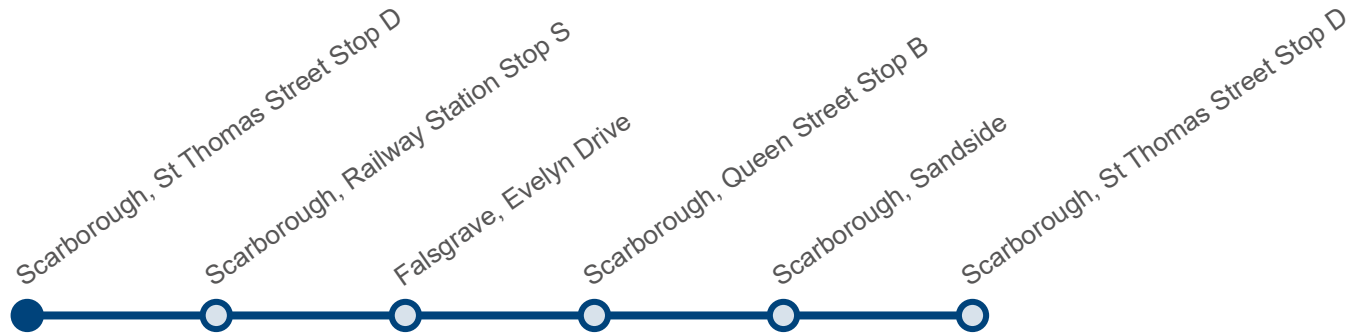 Scarborough, St Thomas Street Stop D
Scarborough, Railway Station Stop S
Falsgrave, Evelyn Drive
Scarborough, Queen Street Stop B
Scarborough, Sandside
Scarborough, St Thomas Street Stop D